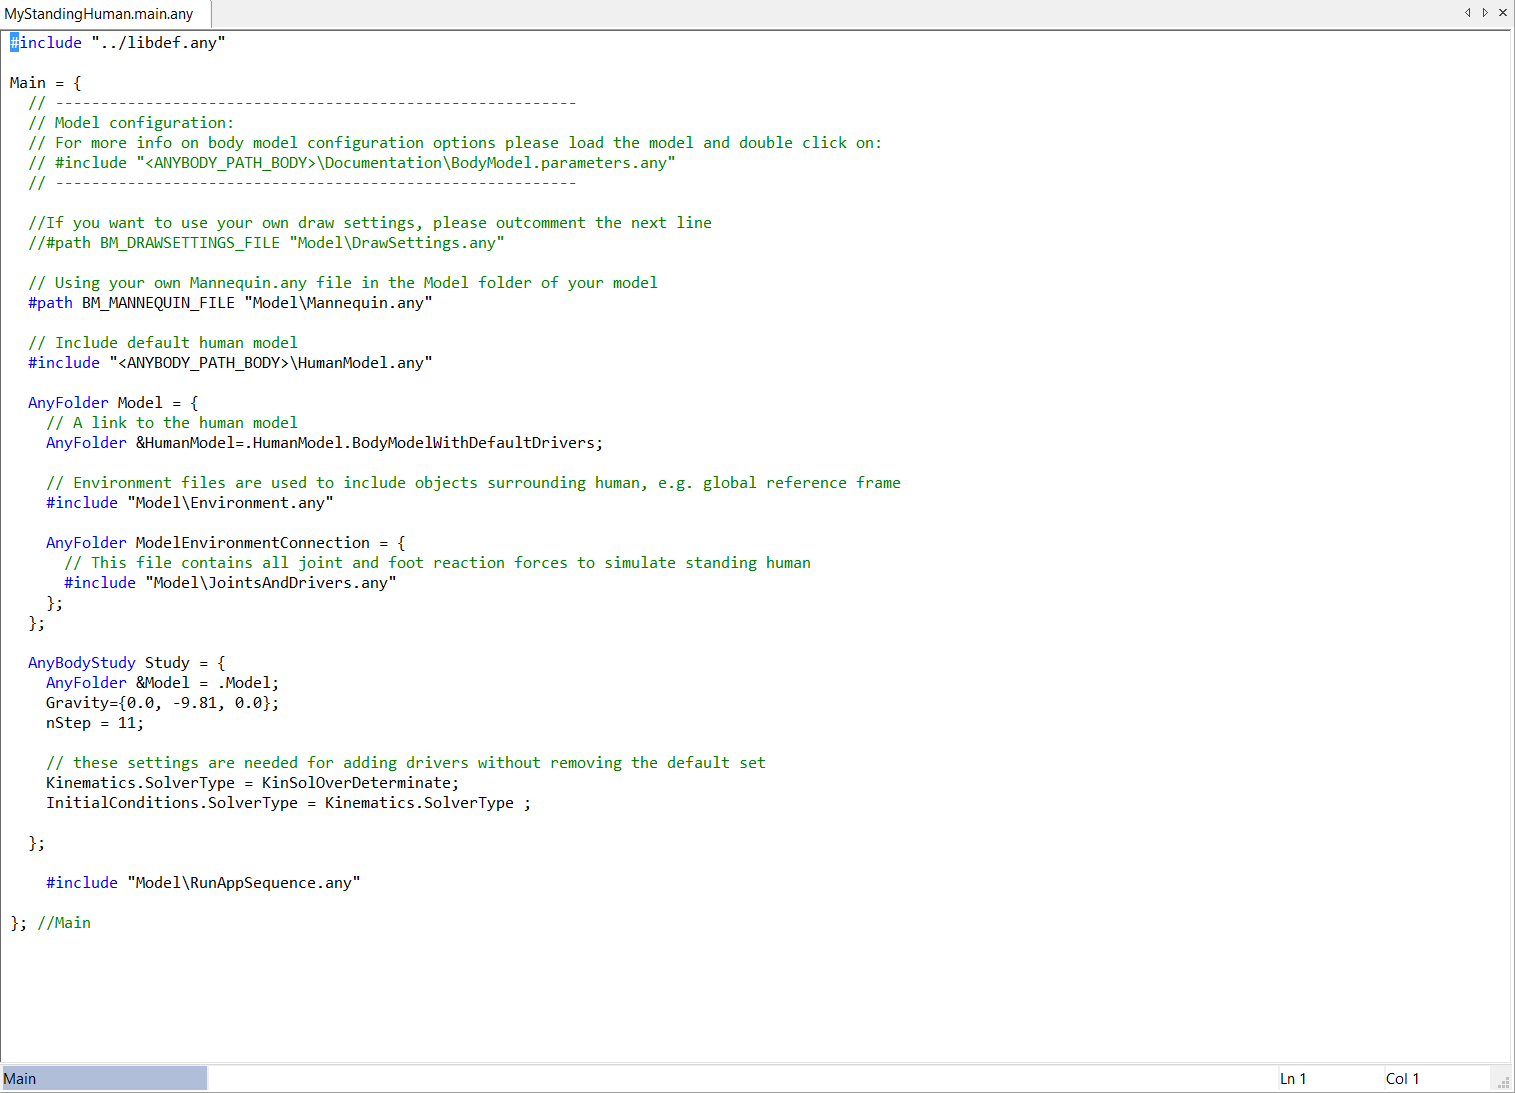 MyStandingHuman.main.any
#include "../libdef.any"
Main = {
// ----------------------------------------------------------
// Model configuration:
// For more info on body model configuration options please load the model and double click on:
// #include "<ANYBODY_PATH_BODY>\Documentation\BodyModel.parameters.any"
// ----------------------------------------------------------
//If you want to use your own draw settings, please outcomment the next line
//#path BM_DRAWSETTINGS_FILE "Model\DrawSettings.any"
// Using your own Mannequin.any file in the Model folder of your model
#path BM_MANNEQUIN_FILE "Model\Mannequin.any"
// Include default human model
#include "<ANYBODY_PATH_BODY>\HumanModel.any"
AnyFolder Model = {
// A link to the human model
AnyFolder &HumanModel=.HumanModel.BodyModelWithDefaultDrivers;
// Environment files are used to include objects surrounding human, e.g. global reference frame
#include "Model\Environment.any"
AnyFolder ModelEnvironmentConnection = {
// This file contains all joint and foot reaction forces to simulate standing human
#include "Model\JointsAndDrivers.any"
};
};
AnyBodyStudy Study = {
AnyFolder &Model = .Model;
Gravity={0.0, -9.81, 0.0};
nStep = 11;
// these settings are needed for adding drivers without removing the default set
Kinematics.SolverType = KinSolOverDeterminate;
InitialConditions.SolverType = Kinematics.SolverType ;
};
#include "Model\RunAppSequence.any"
}; //Main
Main
Ln 1
Col 1